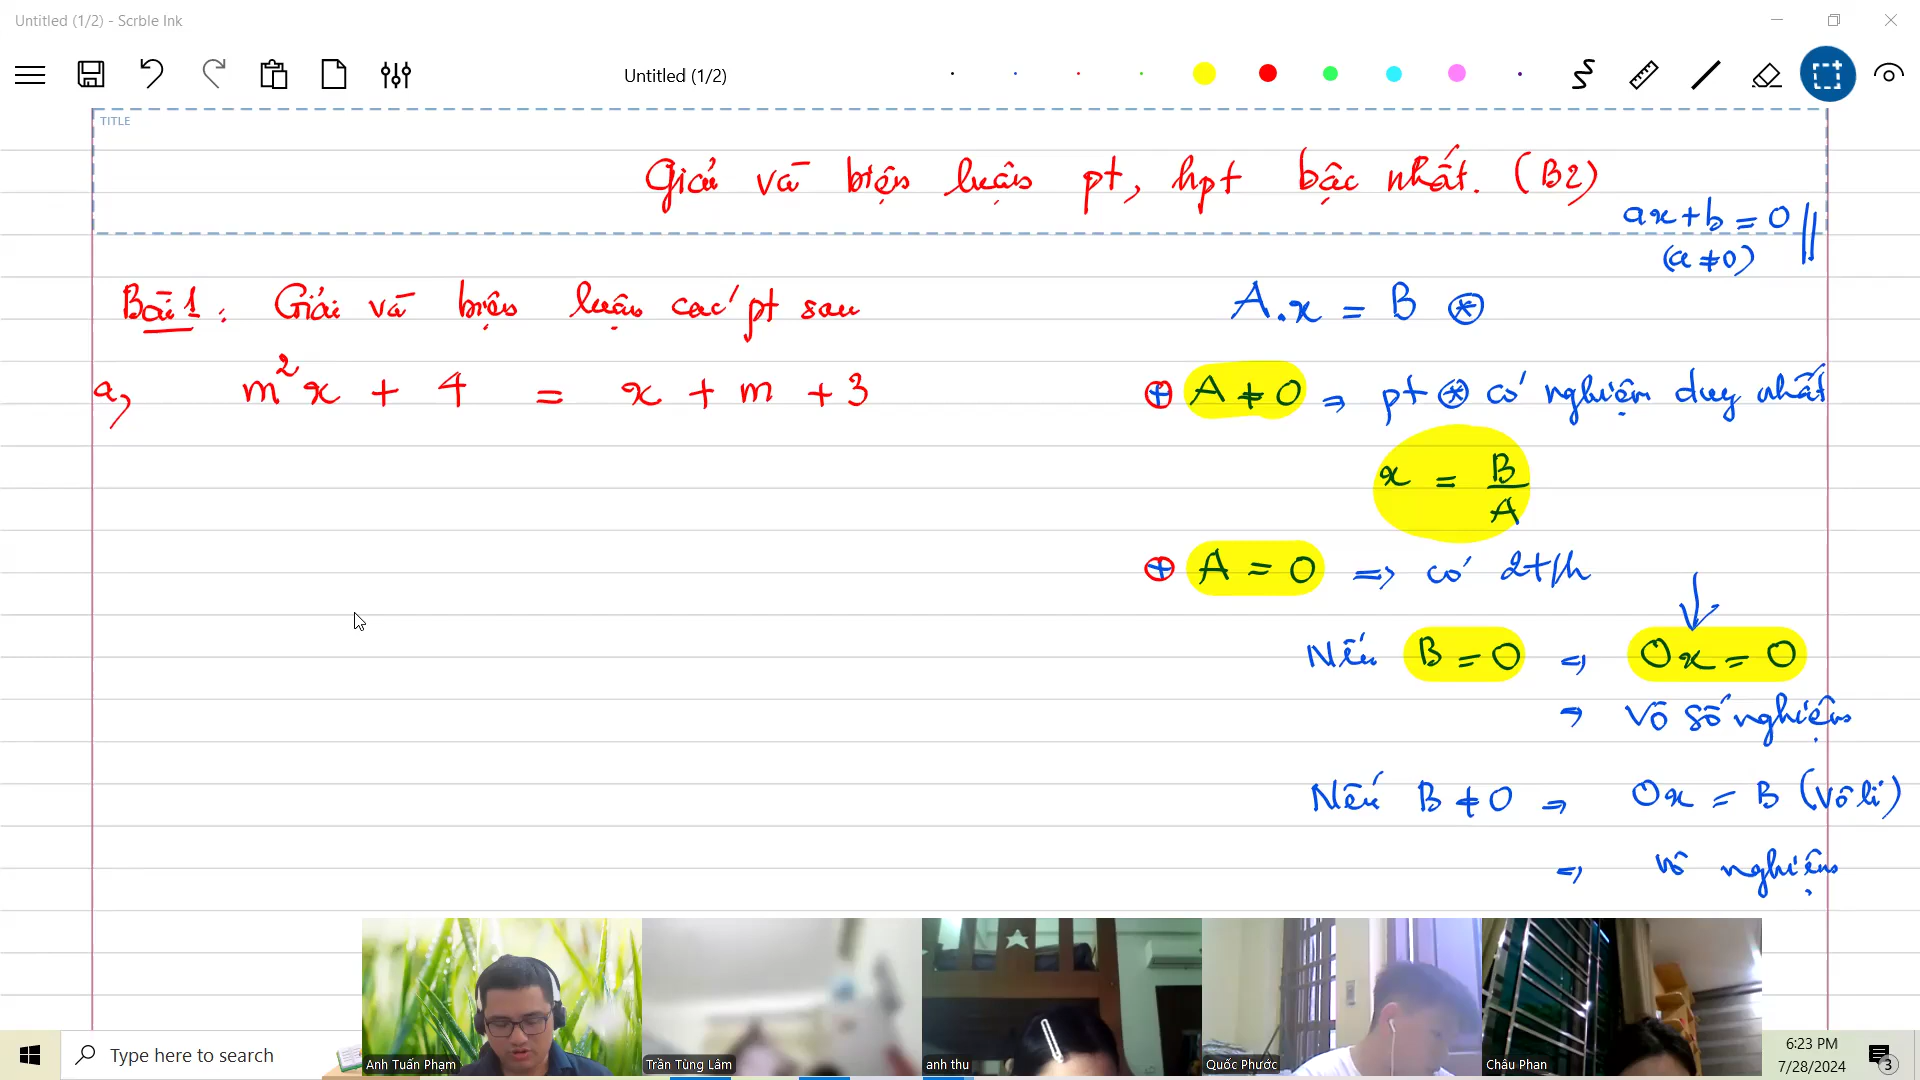 Untitled (1/2) - Scrble Ink
Untitled (1/2)
TITLE
Giải và biện luận pt, hpt bậc nhất. (B2)
ax + b = 0
(a ≠ 0)
Bài 1 : Giải và biện luận các pt sau
A.x = B ⊛
a, m²x + 4 = x + m + 3
⊕ A ≠ 0 ⇒ pt ⊛ có nghiệm duy nhất
x = B/A
⊕ A = 0 ⇒ có 2t/h
Nếu B = 0 ⇒ 0x = 0
⇒ Vô số nghiệm
Nếu B ≠ 0 ⇒ 0x = B (Vô lí)
⇒ Vô nghiệm
Anh Tuấn Phạm
Trần Tùng Lâm
anh thu
Quốc Phước
Châu Phan
Type here to search
6:23 PM
7/28/2024
3